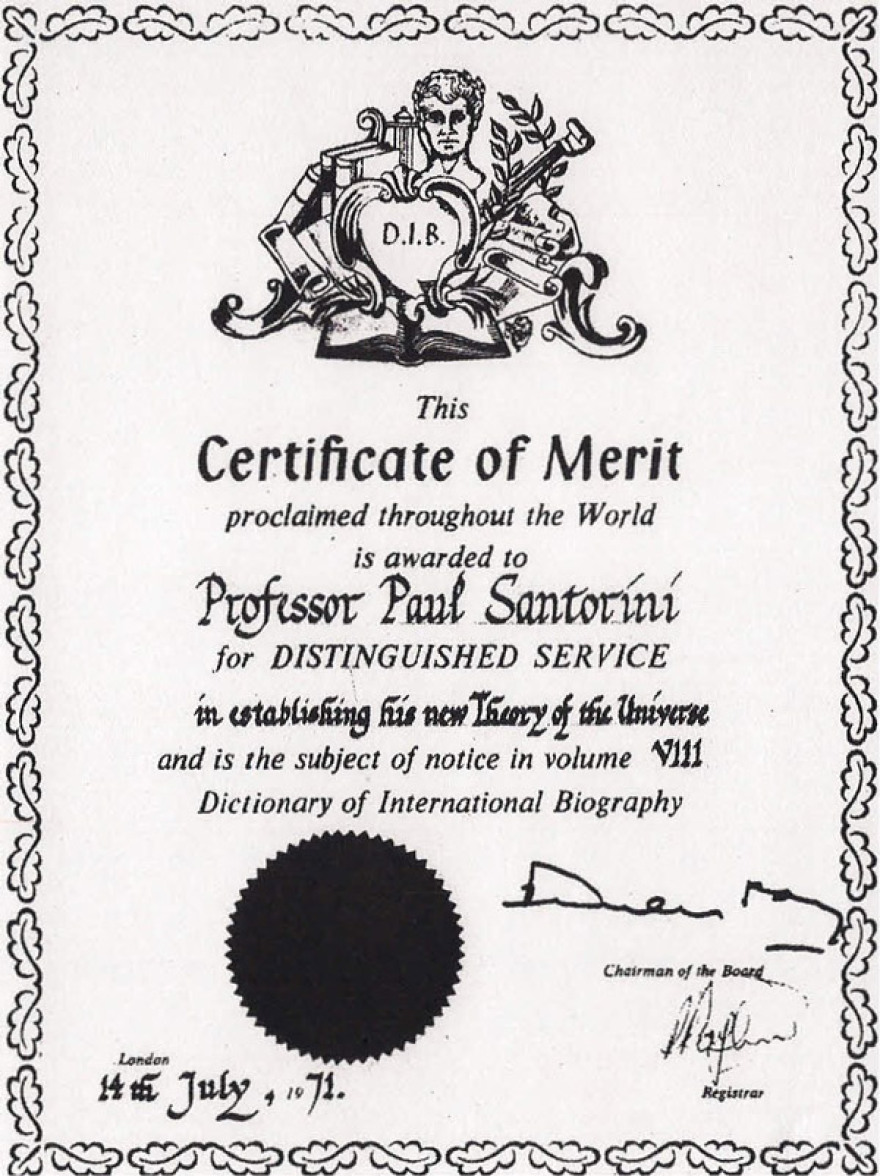 D.I.B.
This
Certificate of Merit
proclaimed throughout the World
is awarded to
Professor Paul Santorini
for DISTINGUISHED SERVICE
in establishing his new Theory of the Universe
and is the subject of notice in volume VIII
Dictionary of International Biography
Chairman of the Board
London
14th July, 1971.
Registrar